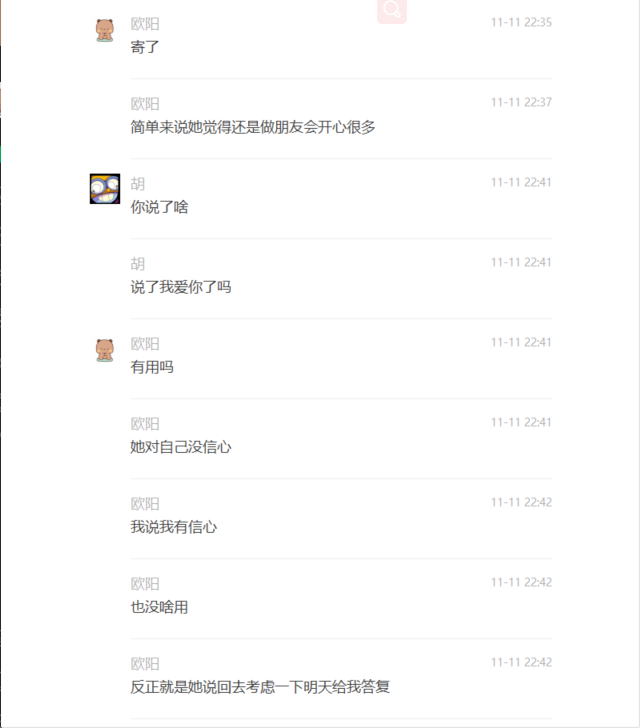 欧阳 11-11 22:35
寄了
欧阳 11-11 22:37
简单来说她觉得还是做朋友会开心很多
胡 11-11 22:41
你说了啥
胡 11-11 22:41
说了我爱你了吗
欧阳 11-11 22:41
有用吗
欧阳 11-11 22:41
她对自己没信心
欧阳 11-11 22:42
我说我有信心
欧阳 11-11 22:42
也没啥用
欧阳 11-11 22:42
反正就是她说回去考虑一下明天给我答复